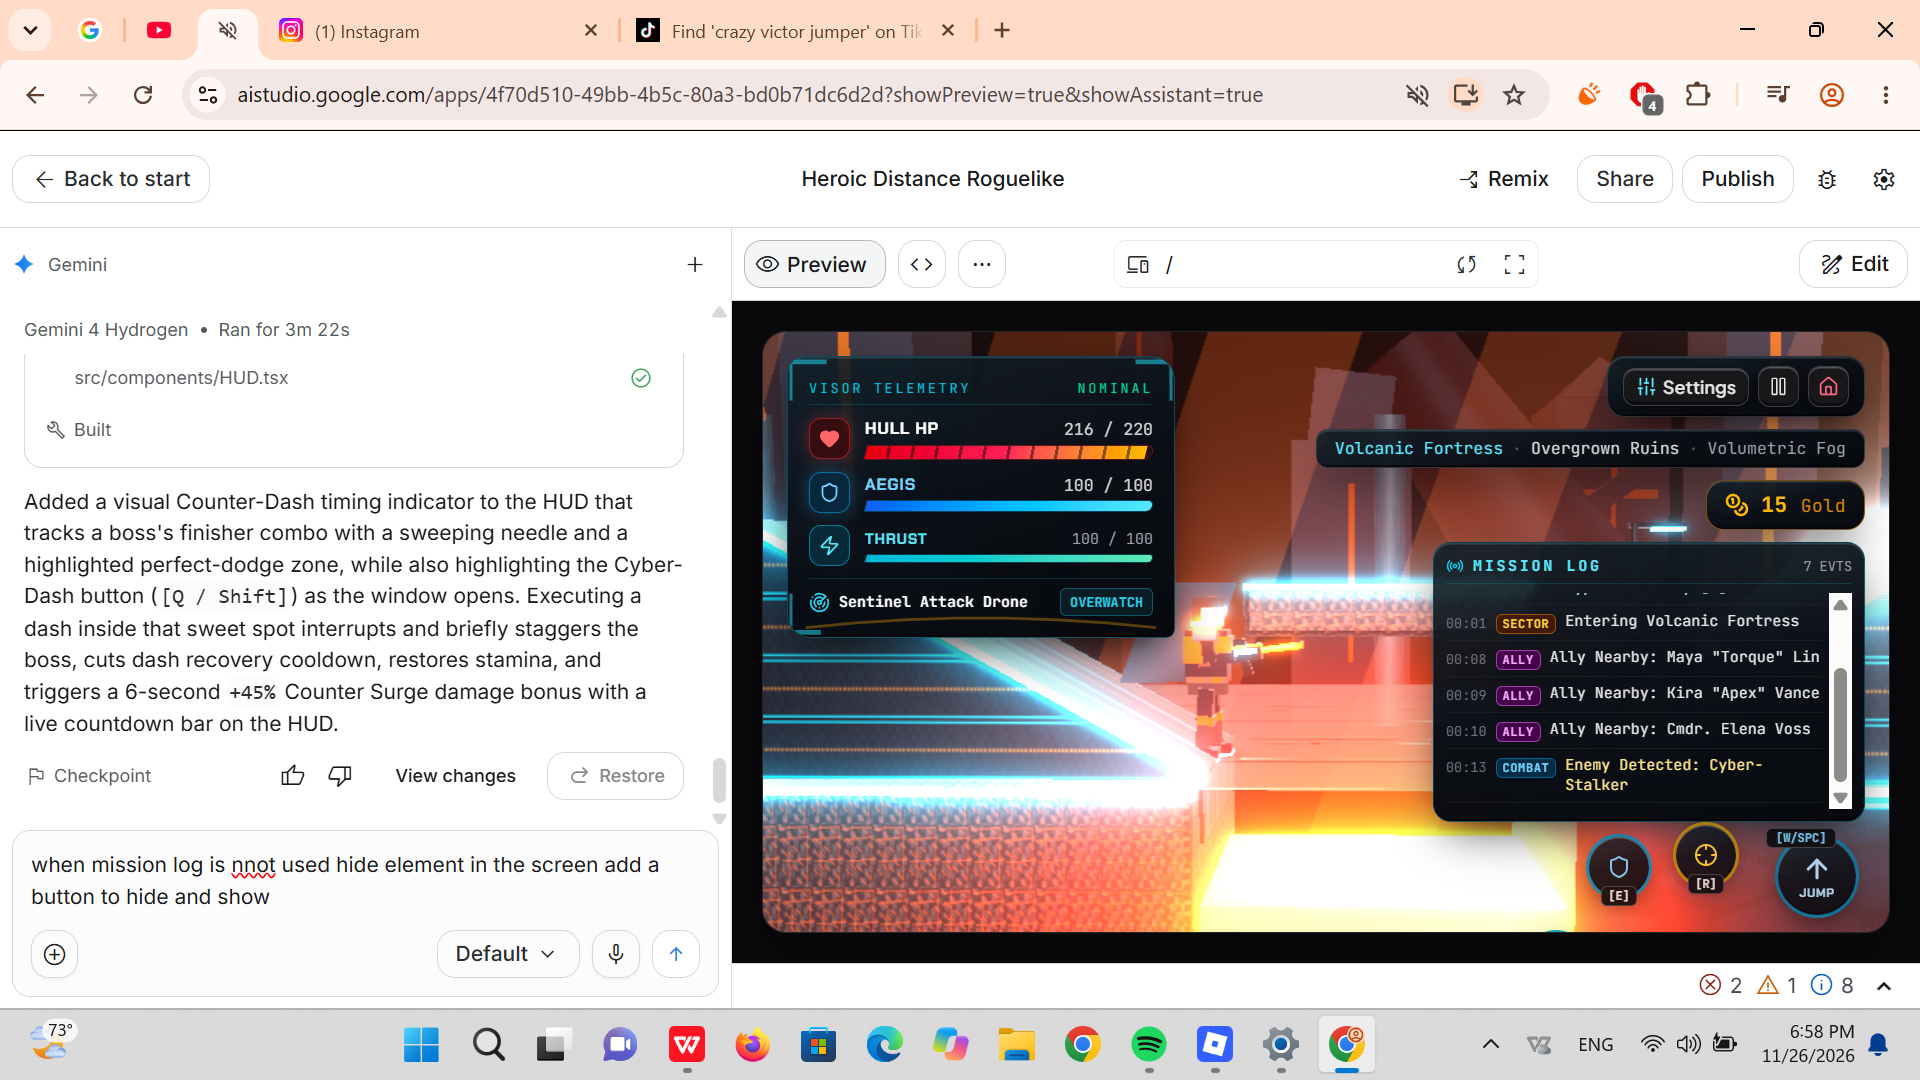 (1) Instagram
Find 'crazy victor jumper' on Tik
aistudio.google.com/apps/4f70d510-49bb-4b5c-80a3-bd0b71dc6d2d?showPreview=true&showAssistant=true
4
Back to start
Heroic Distance Roguelike
Remix
Share
Publish
Gemini
Preview
/
Edit
Gemini 4 Hydrogen • Ran for 3m 22s
src/components/HUD.tsx
Built
Added a visual Counter-Dash timing indicator to the HUD that
tracks a boss's finisher combo with a sweeping needle and a
highlighted perfect-dodge zone, while also highlighting the Cyber-
Dash button ([Q / Shift]) as the window opens. Executing a
dash inside that sweet spot interrupts and briefly staggers the
boss, cuts dash recovery cooldown, restores stamina, and
triggers a 6-second +45% Counter Surge damage bonus with a
live countdown bar on the HUD.
Checkpoint
View changes
Restore
when mission log is nnot used hide element in the screen add a
button to hide and show
Default
VISOR TELEMETRY NOMINAL
HULL HP 216 / 220
AEGIS 100 / 100
THRUST 100 / 100
Sentinel Attack Drone OVERWATCH
Settings
Volcanic Fortress · Overgrown Ruins · Volumetric Fog
15 Gold
MISSION LOG 7 EVTS
00:01 SECTOR Entering Volcanic Fortress
00:08 ALLY Ally Nearby: Maya "Torque" Lin
00:09 ALLY Ally Nearby: Kira "Apex" Vance
00:10 ALLY Ally Nearby: Cmdr. Elena Voss
00:13 COMBAT Enemy Detected: Cyber-
Stalker
[E]
[R]
[W/SPC]
JUMP
2 1 8
73°
ENG
6:58 PM
11/26/2026